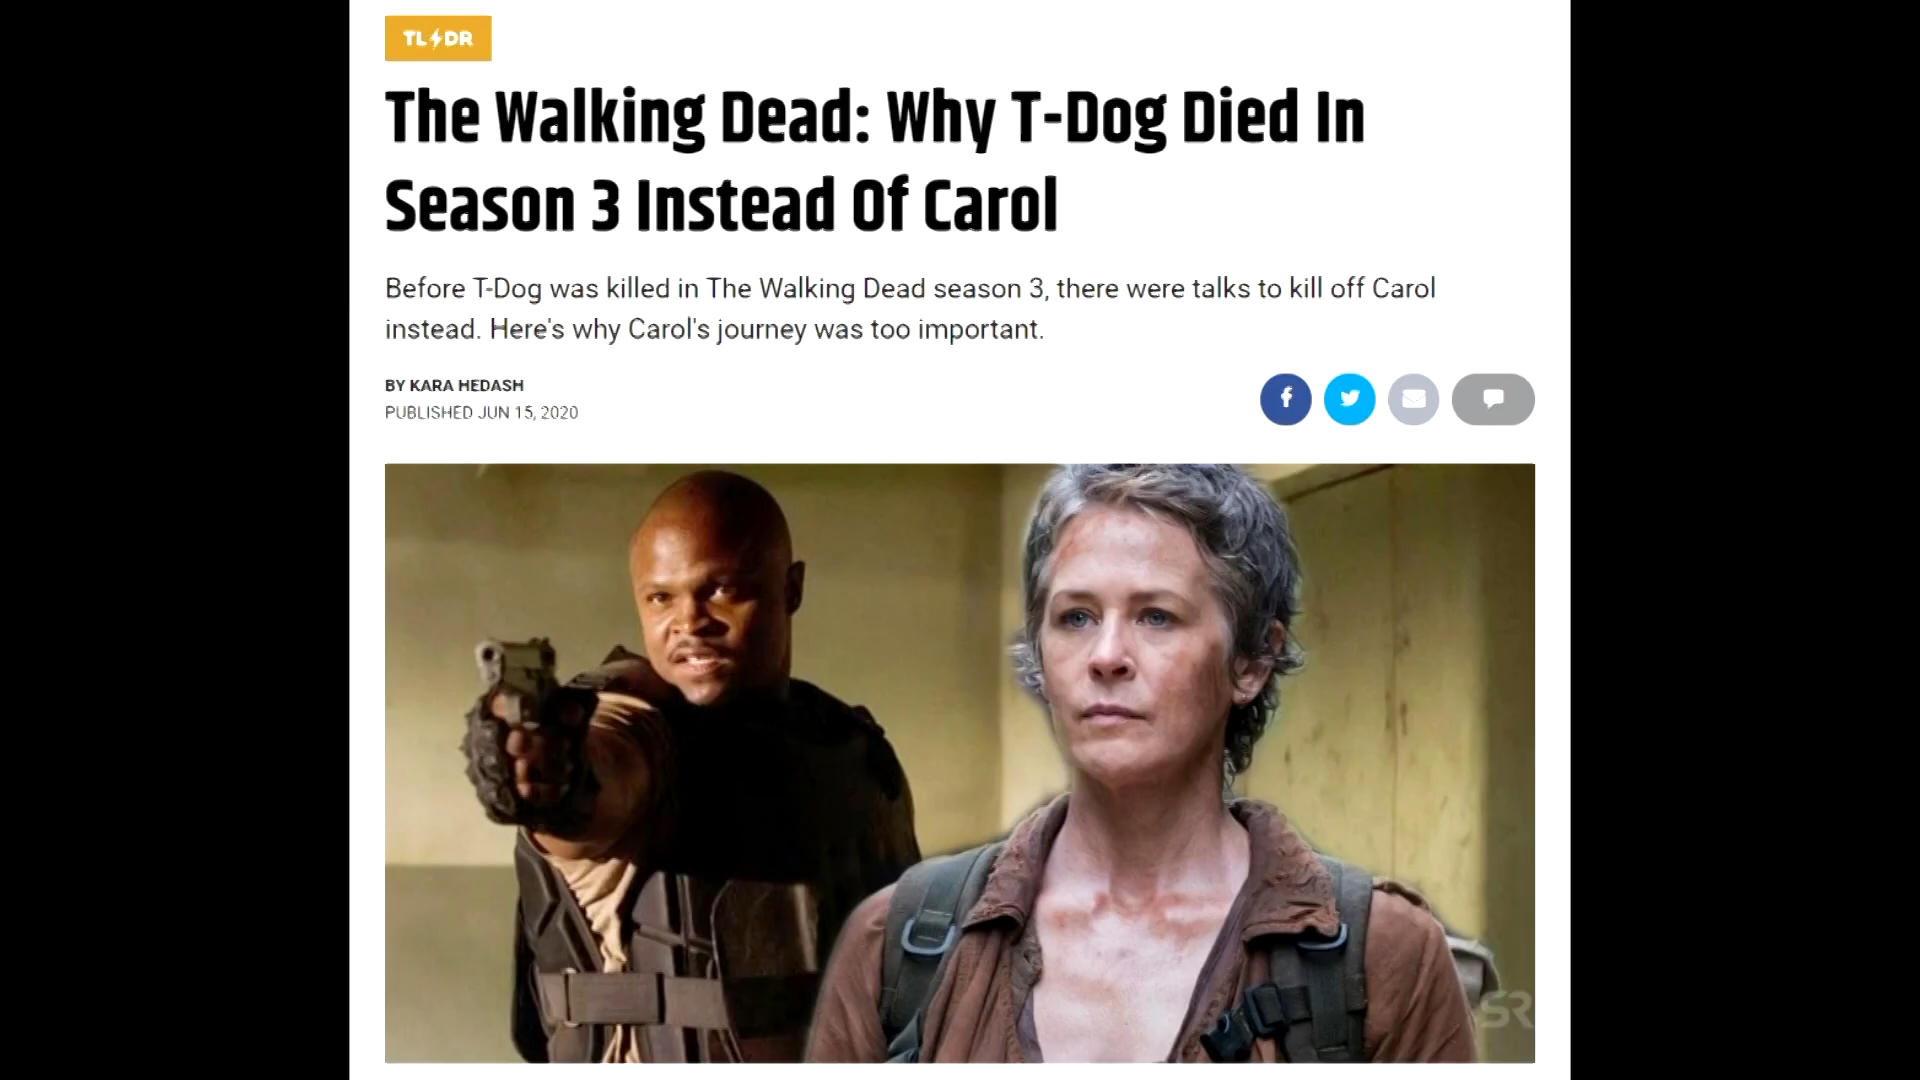 TL DR
The Walking Dead: Why T-Dog Died In
Season 3 Instead Of Carol
Before T-Dog was killed in The Walking Dead season 3, there were talks to kill off Carol
instead. Here's why Carol's journey was too important.
BY KARA HEDASH
PUBLISHED JUN 15, 2020
SR